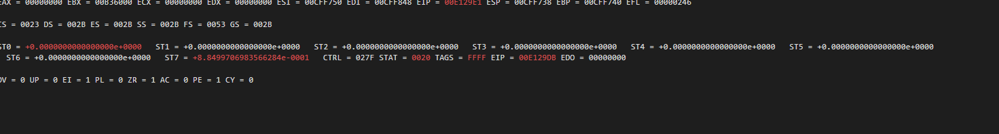 EAX = 00000000 EBX = 00B36000 ECX = 00000000 EDX = 00000000 ESI = 00CFF750 EDI = 00CFF848 EIP = 00E129E1 ESP = 00CFF738 EBP = 00CFF740 EFL = 00000246
CS = 0023 DS = 002B ES = 002B SS = 002B FS = 0053 GS = 002B
ST0 = +0.0000000000000000e+0000 ST1 = +0.0000000000000000e+0000 ST2 = +0.0000000000000000e+0000 ST3 = +0.0000000000000000e+0000 ST4 = +0.0000000000000000e+0000 ST5 = +0.0000000000000000e+0000
ST6 = +0.0000000000000000e+0000 ST7 = +8.8499706983566284e-0001 CTRL = 027F STAT = 0020 TAGS = FFFF EIP = 00E129DB EDO = 00000000
OV = 0 UP = 0 EI = 1 PL = 0 ZR = 1 AC = 0 PE = 1 CY = 0